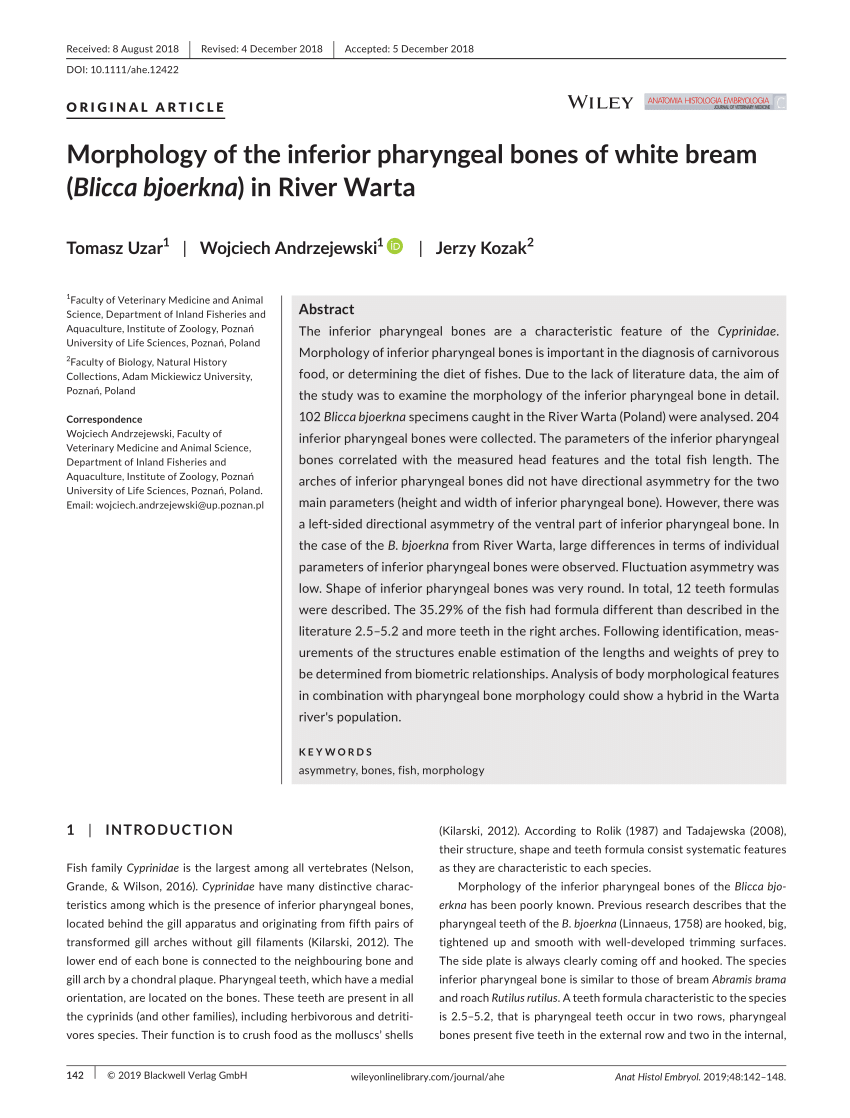 Received: 8 August 2018 | Revised: 4 December 2018 | Accepted: 5 December 2018
DOI: 10.1111/ahe.12422
ORIGINAL ARTICLE
WILEY
ANATOMIA HISTOLOGIA EMBRYOLOGIA
JOURNAL OF VETERINARY MEDICINE
C
Morphology of the inferior pharyngeal bones of white bream
(Blicca bjoerkna) in River Warta
Tomasz Uzar1 | Wojciech Andrzejewski1 iD | Jerzy Kozak2
1Faculty of Veterinary Medicine and Animal
Science, Department of Inland Fisheries and
Aquaculture, Institute of Zoology, Poznań
University of Life Sciences, Poznań, Poland
2Faculty of Biology, Natural History
Collections, Adam Mickiewicz University,
Poznań, Poland
Correspondence
Wojciech Andrzejewski, Faculty of
Veterinary Medicine and Animal Science,
Department of Inland Fisheries and
Aquaculture, Institute of Zoology, Poznań
University of Life Sciences, Poznań, Poland.
Email: wojciech.andrzejewski@up.poznan.pl
Abstract
The inferior pharyngeal bones are a characteristic feature of the Cyprinidae.
Morphology of inferior pharyngeal bones is important in the diagnosis of carnivorous
food, or determining the diet of fishes. Due to the lack of literature data, the aim of
the study was to examine the morphology of the inferior pharyngeal bone in detail.
102 Blicca bjoerkna specimens caught in the River Warta (Poland) were analysed. 204
inferior pharyngeal bones were collected. The parameters of the inferior pharyngeal
bones correlated with the measured head features and the total fish length. The
arches of inferior pharyngeal bones did not have directional asymmetry for the two
main parameters (height and width of inferior pharyngeal bone). However, there was
a left-sided directional asymmetry of the ventral part of inferior pharyngeal bone. In
the case of the B. bjoerkna from River Warta, large differences in terms of individual
parameters of inferior pharyngeal bones were observed. Fluctuation asymmetry was
low. Shape of inferior pharyngeal bones was very round. In total, 12 teeth formulas
were described. The 35.29% of the fish had formula different than described in the
literature 2.5–5.2 and more teeth in the right arches. Following identification, meas-
urements of the structures enable estimation of the lengths and weights of prey to
be determined from biometric relationships. Analysis of body morphological features
in combination with pharyngeal bone morphology could show a hybrid in the Warta
river's population.
KEYWORDS
asymmetry, bones, fish, morphology
1 | INTRODUCTION
Fish family Cyprinidae is the largest among all vertebrates (Nelson,
Grande, & Wilson, 2016). Cyprinidae have many distinctive charac-
teristics among which is the presence of inferior pharyngeal bones,
located behind the gill apparatus and originating from fifth pairs of
transformed gill arches without gill filaments (Kilarski, 2012). The
lower end of each bone is connected to the neighbouring bone and
gill arch by a chondral plaque. Pharyngeal teeth, which have a medial
orientation, are located on the bones. These teeth are present in all
the cyprinids (and other families), including herbivorous and detriti-
vores species. Their function is to crush food as the molluscs' shells
(Kilarski, 2012). According to Rolik (1987) and Tadajewska (2008),
their structure, shape and teeth formula consist systematic features
as they are characteristic to each species.
Morphology of the inferior pharyngeal bones of the Blicca bjo-
erkna has been poorly known. Previous research describes that the
pharyngeal teeth of the B. bjoerkna (Linnaeus, 1758) are hooked, big,
tightened up and smooth with well-developed trimming surfaces.
The side plate is always clearly coming off and hooked. The species
inferior pharyngeal bone is similar to those of bream Abramis brama
and roach Rutilus rutilus. A teeth formula characteristic to the species
is 2.5–5.2, that is pharyngeal teeth occur in two rows, pharyngeal
bones present five teeth in the external row and two in the internal,
142 | © 2019 Blackwell Verlag GmbH
wileyonlinelibrary.com/journal/ahe
Anat Histol Embryol. 2019;48:142–148.